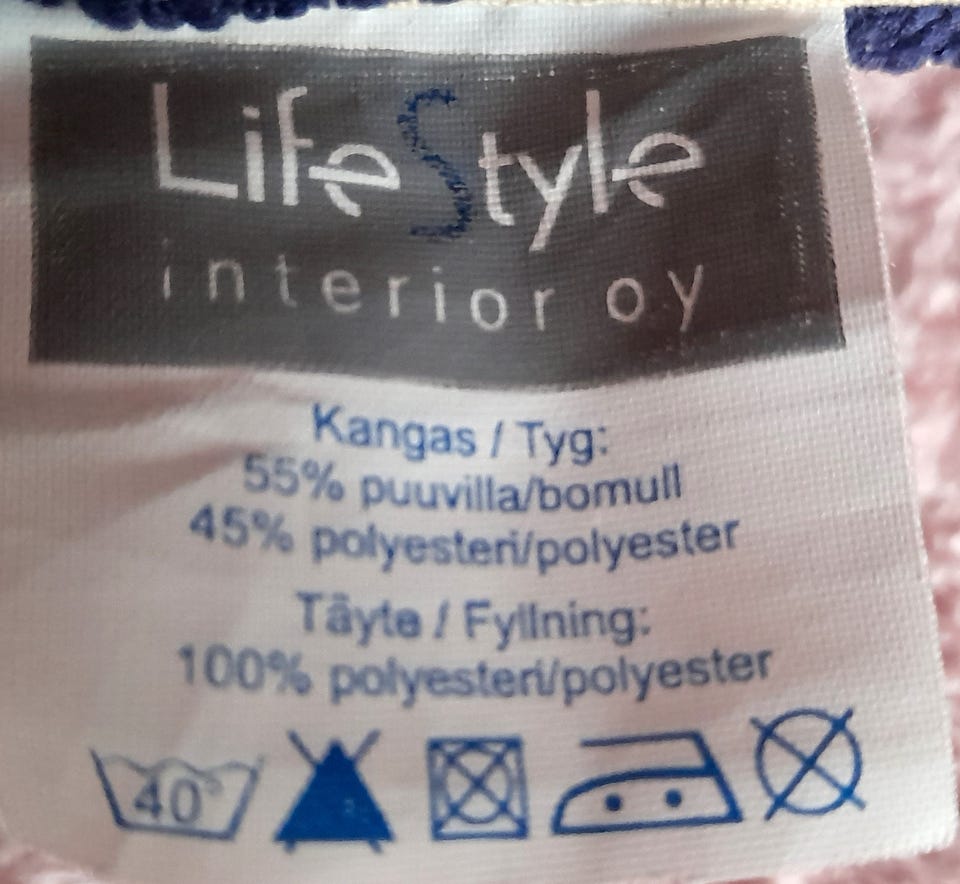 LifeStyle
interior oy
Kangas / Tyg:
55% puuvilla/bomull
45% polyesteri/polyester
Täyte / Fyllning:
100% polyesteri/polyester
40°